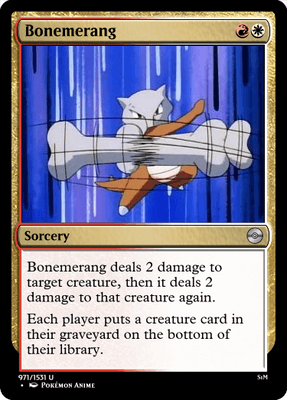 Bonemerang
Sorcery
Bonemerang deals 2 damage to
target creature, then it deals 2
damage to that creature again.
Each player puts a creature card in
their graveyard on the bottom of
their library.
971/1531 U
SrM
• Pokémon Anime